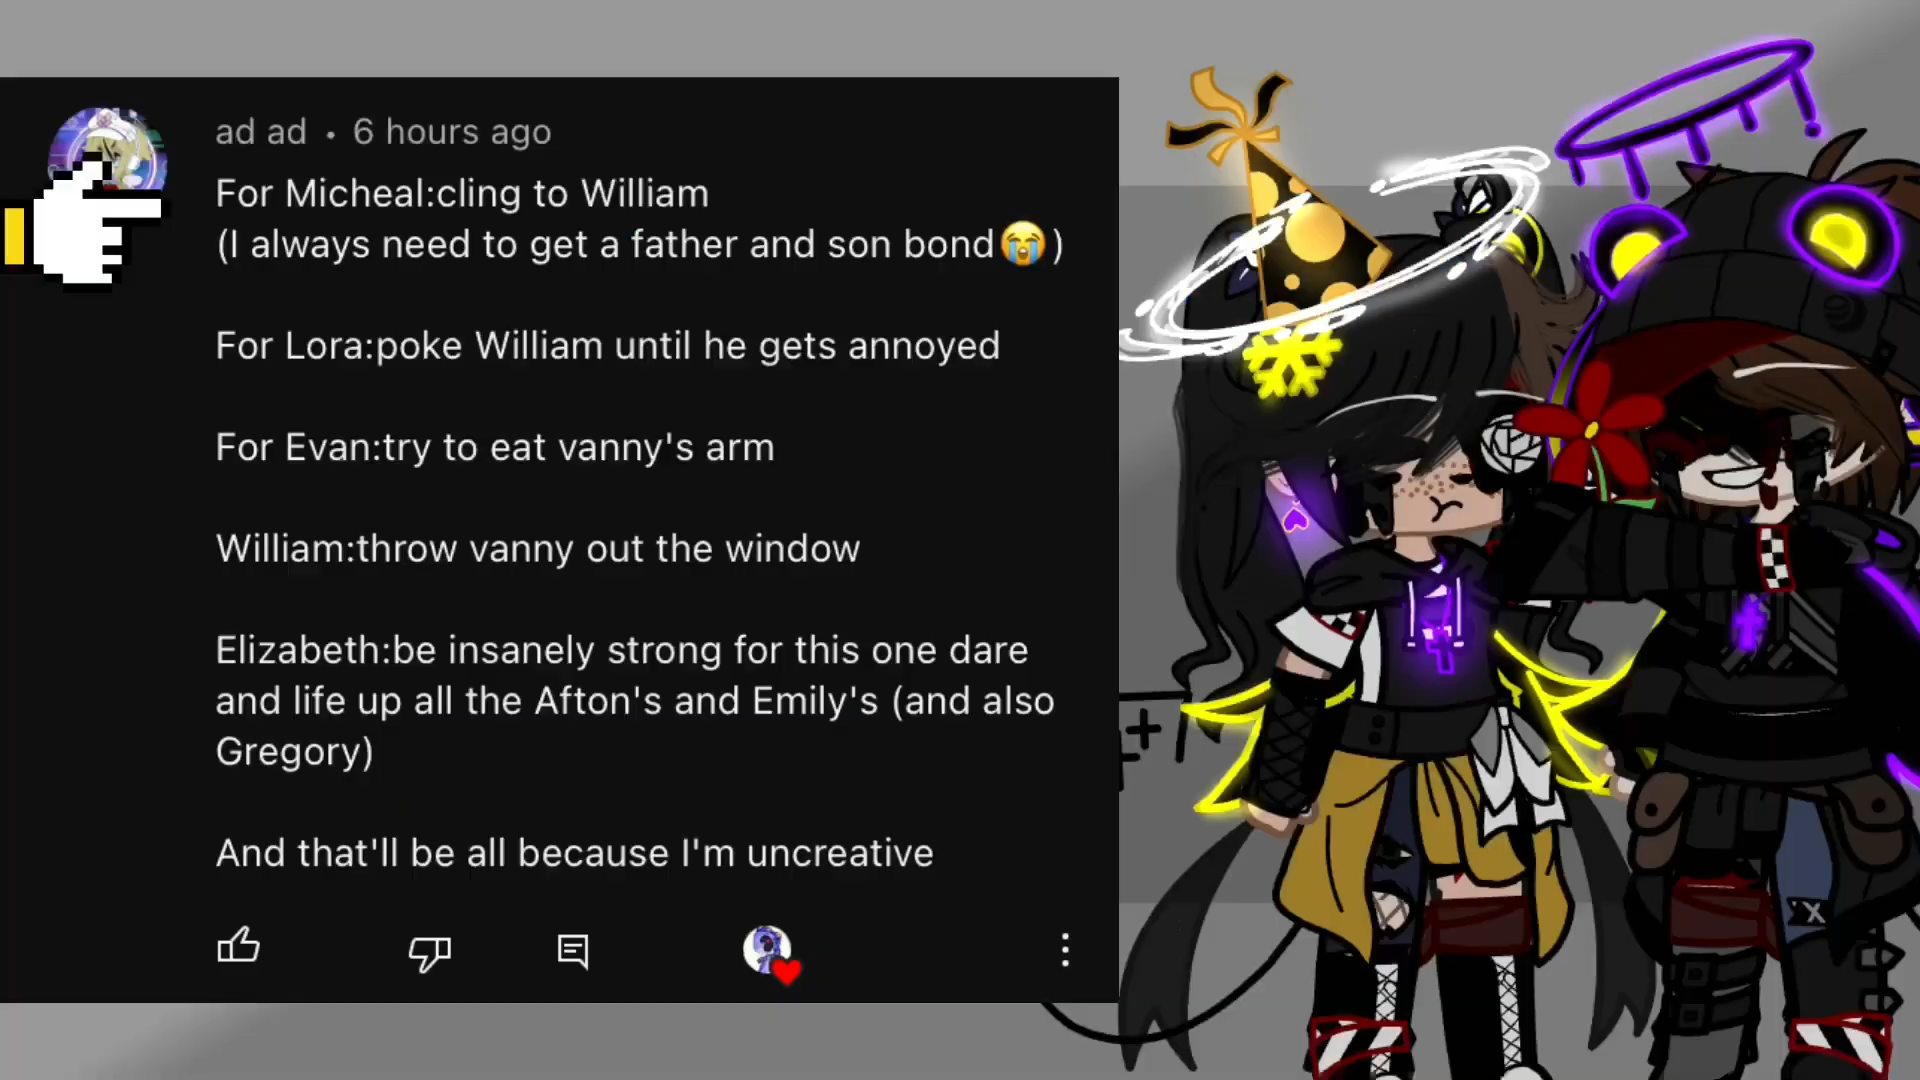 ad ad • 6 hours ago
For Micheal:cling to William
(I always need to get a father and son bond😭)
For Lora:poke William until he gets annoyed
For Evan:try to eat vanny's arm
William:throw vanny out the window
Elizabeth:be insanely strong for this one dare
and life up all the Afton's and Emily's (and also
Gregory)
And that'll be all because I'm uncreative